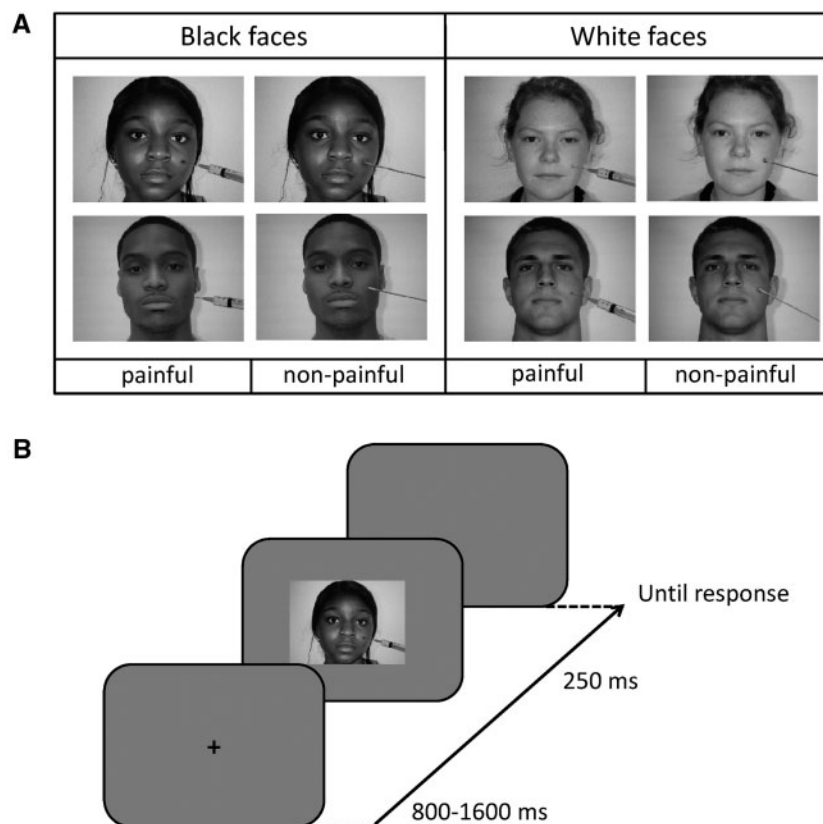 A
Black faces White faces
painful non-painful painful non-painful
B
+
Until response
250 ms
800-1600 ms